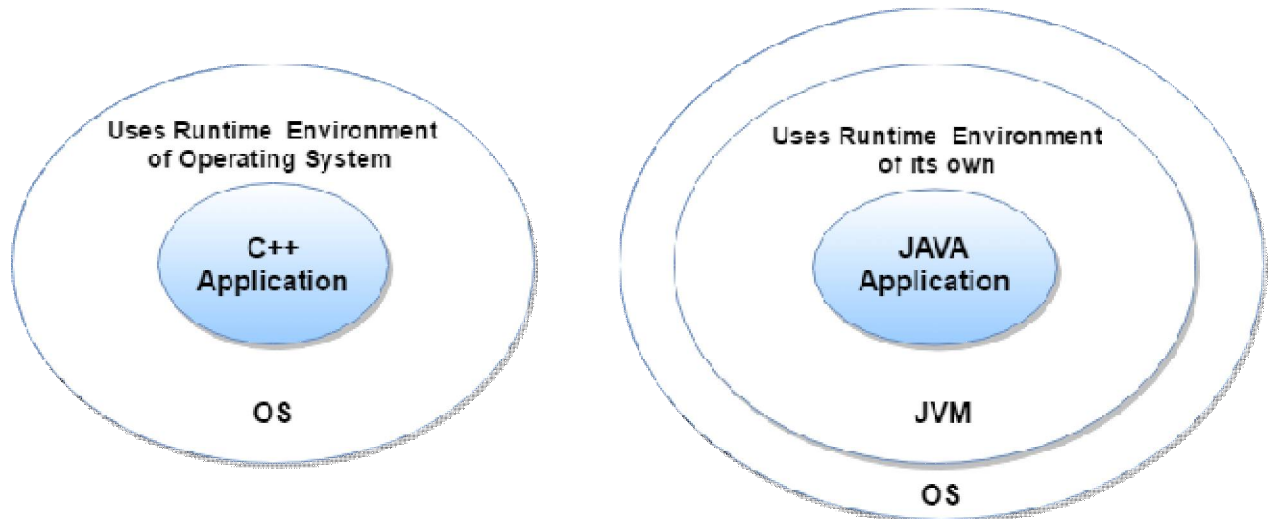 Uses Runtime Environment
of Operating System
C++
Application
OS
Uses Runtime Environment
of its own
JAVA
Application
JVM
OS